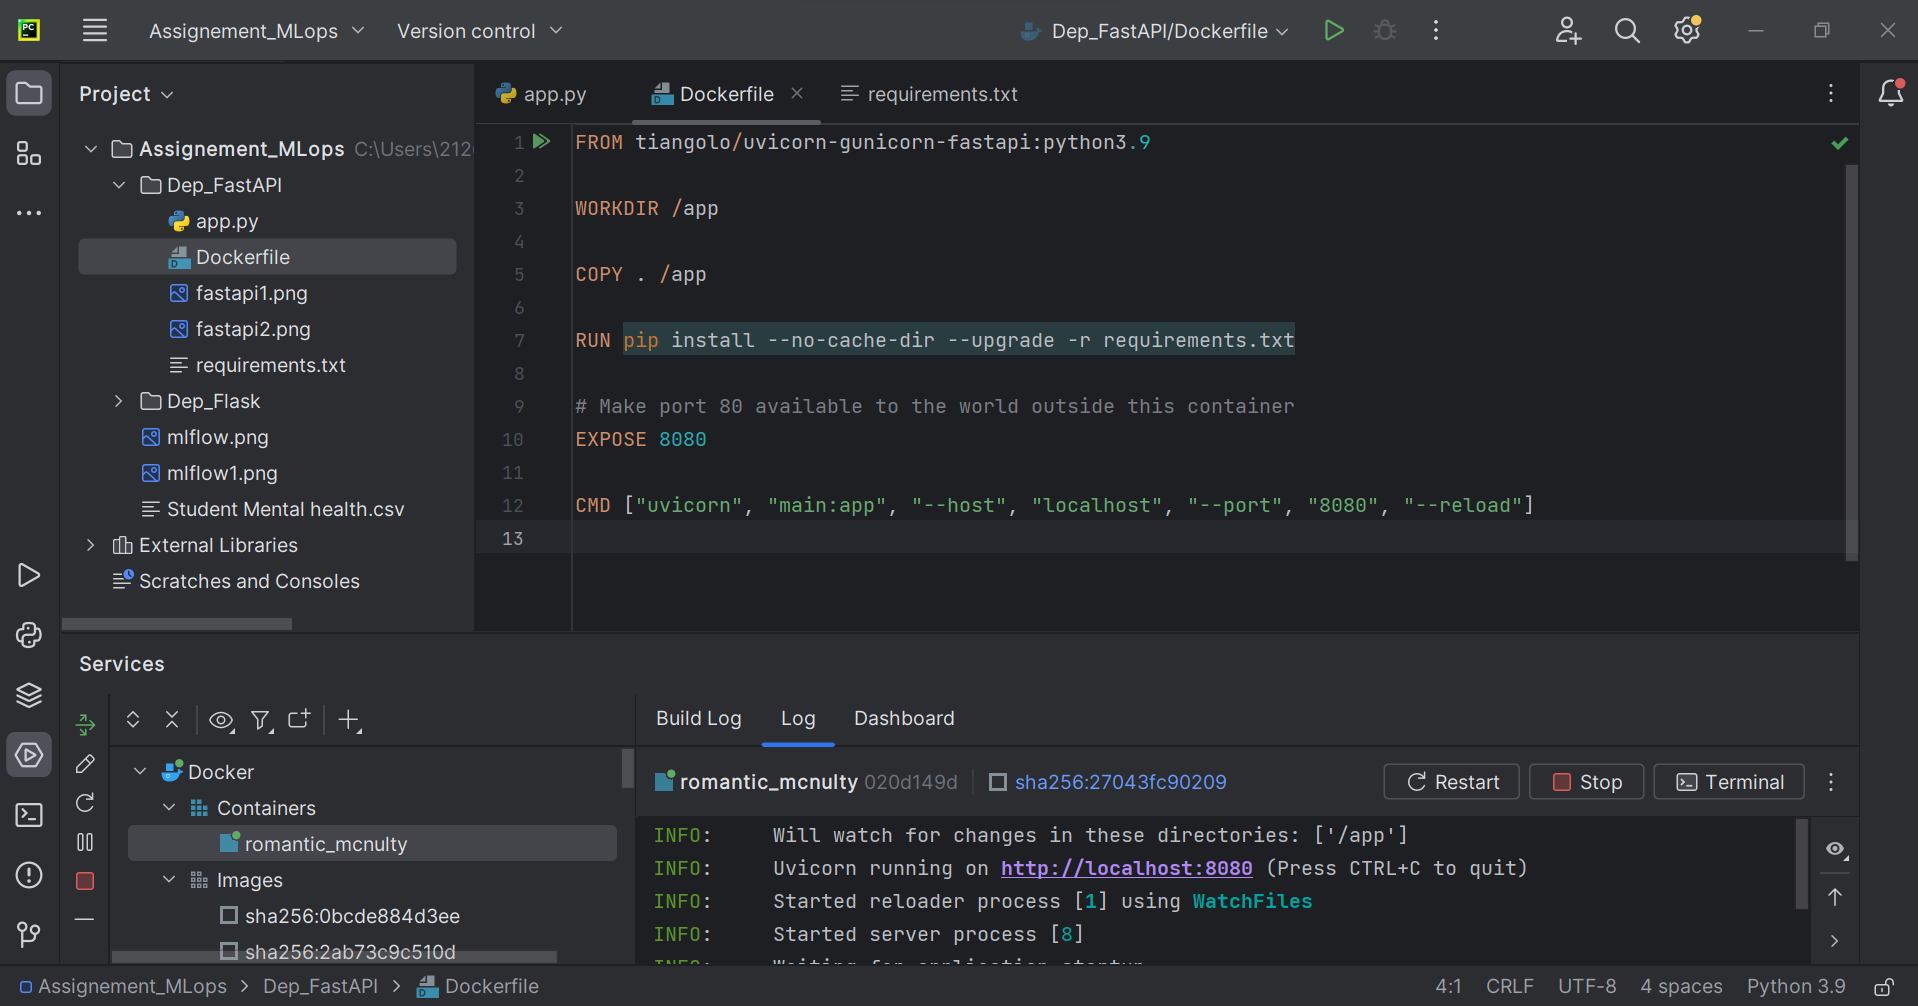 PC Assignement_MLops Version control Dep_FastAPI/Dockerfile
Project
Assignement_MLops C:\Users\212
Dep_FastAPI
app.py
Dockerfile
fastapi1.png
fastapi2.png
requirements.txt
Dep_Flask
mlflow.png
mlflow1.png
Student Mental health.csv
External Libraries
Scratches and Consoles
app.py Dockerfile requirements.txt
1 FROM tiangolo/uvicorn-gunicorn-fastapi:python3.9
2
3 WORKDIR /app
4
5 COPY . /app
6
7 RUN pip install --no-cache-dir --upgrade -r requirements.txt
8
9 # Make port 80 available to the world outside this container
10 EXPOSE 8080
11
12 CMD ["uvicorn", "main:app", "--host", "localhost", "--port", "8080", "--reload"]
13
Services
Docker
Containers
romantic_mcnulty
Images
sha256:0bcde884d3ee
sha256:2ab73c9c510d
Build Log Log Dashboard
romantic_mcnulty 020d149d sha256:27043fc90209 Restart Stop Terminal
INFO: Will watch for changes in these directories: ['/app']
INFO: Uvicorn running on http://localhost:8080 (Press CTRL+C to quit)
INFO: Started reloader process [1] using WatchFiles
INFO: Started server process [8]
INFO: Waiting for application startup
Assignement_MLops > Dep_FastAPI > Dockerfile 4:1 CRLF UTF-8 4 spaces Python 3.9